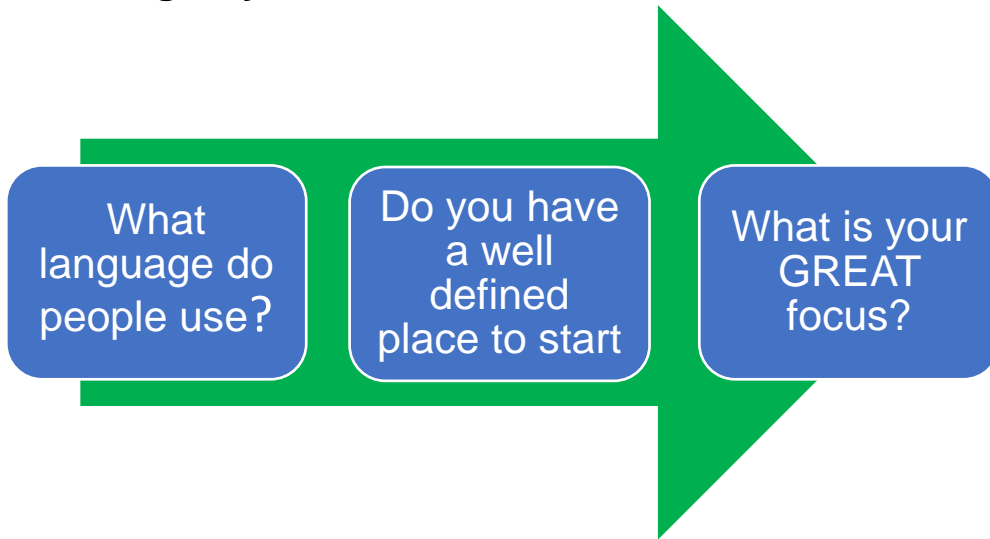 What
language do
people use?
Do you have
a well
defined
place to start
What is your
GREAT
focus?